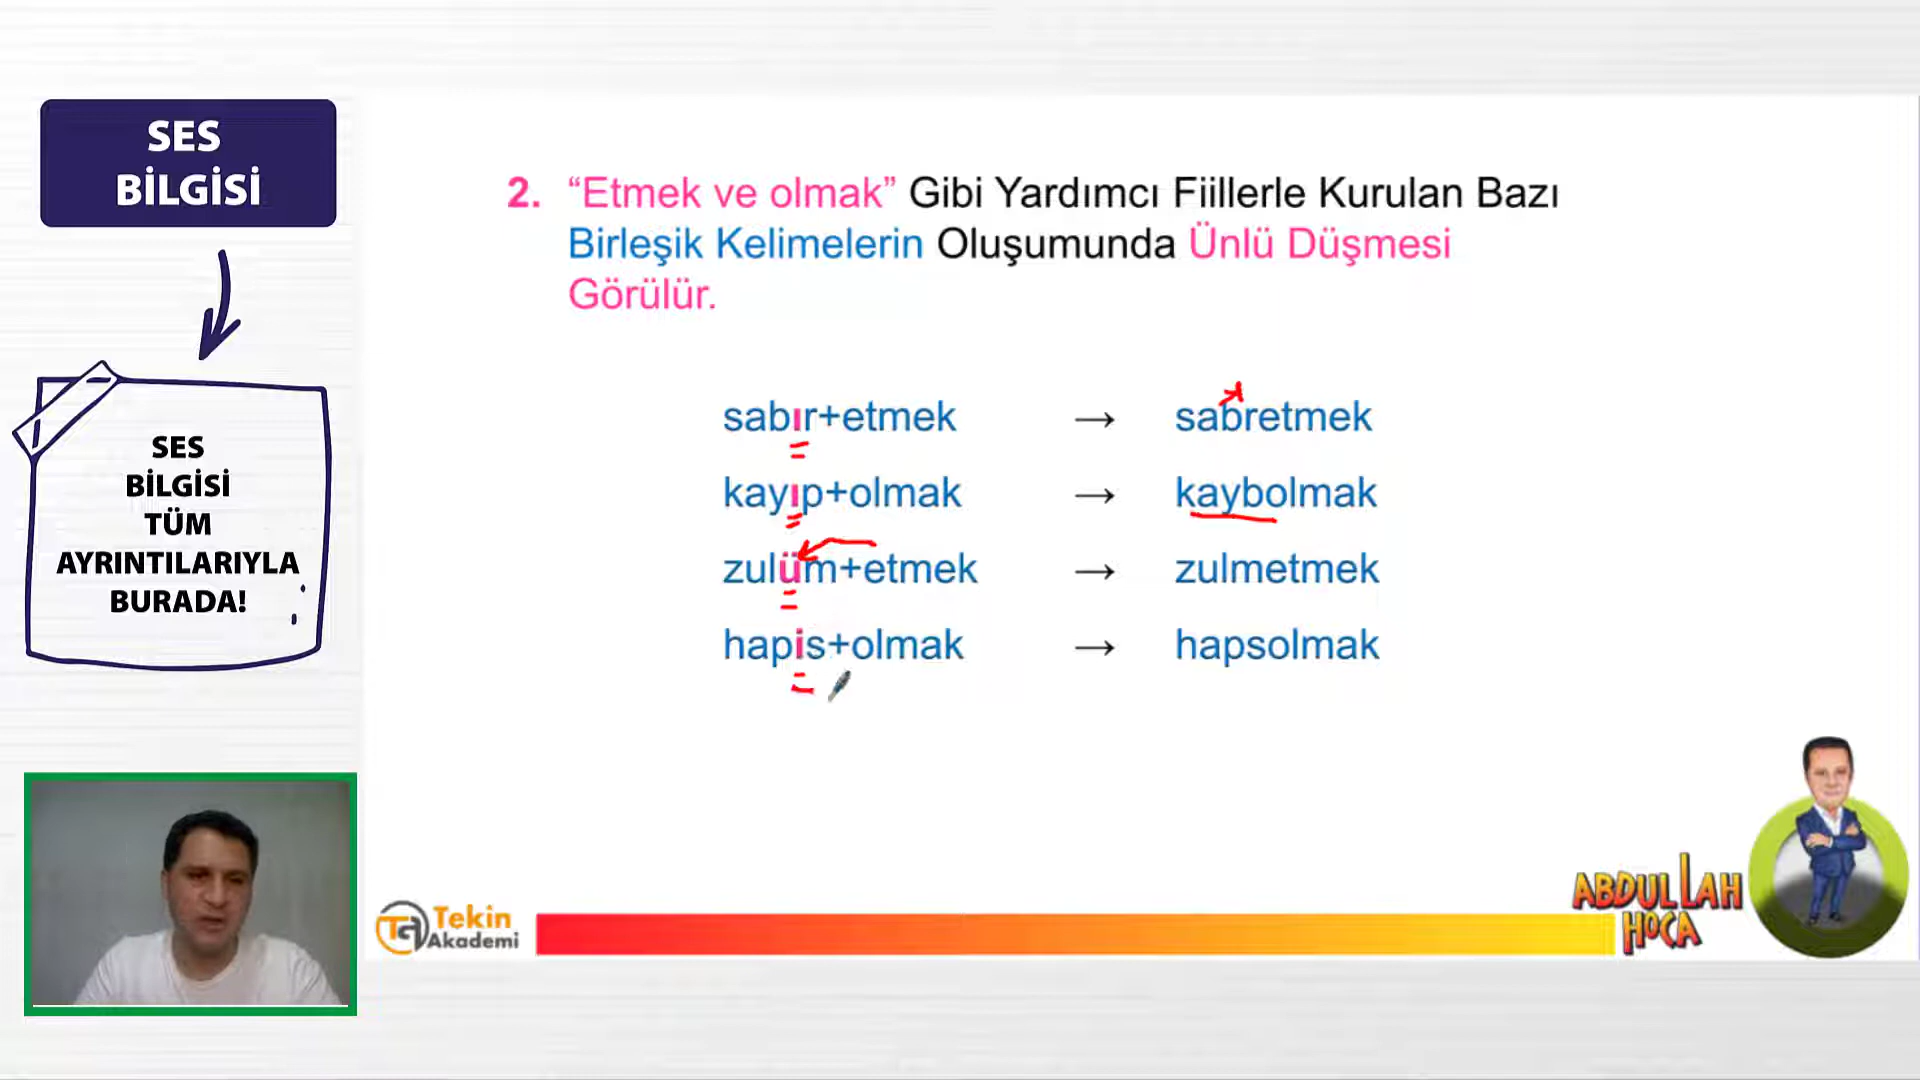 SES
BİLGİSİ
SES
BİLGİSİ
TÜM
AYRINTILARIYLA
BURADA!
2. “Etmek ve olmak” Gibi Yardımcı Fiillerle Kurulan Bazı
Birleşik Kelimelerin Oluşumunda Ünlü Düşmesi
Görülür.
sabır+etmek → sabretmek
kayıp+olmak → kaybolmak
zulüm+etmek → zulmetmek
hapis+olmak → hapsolmak
Tekin
Akademi
ABDULLAH
HOCA